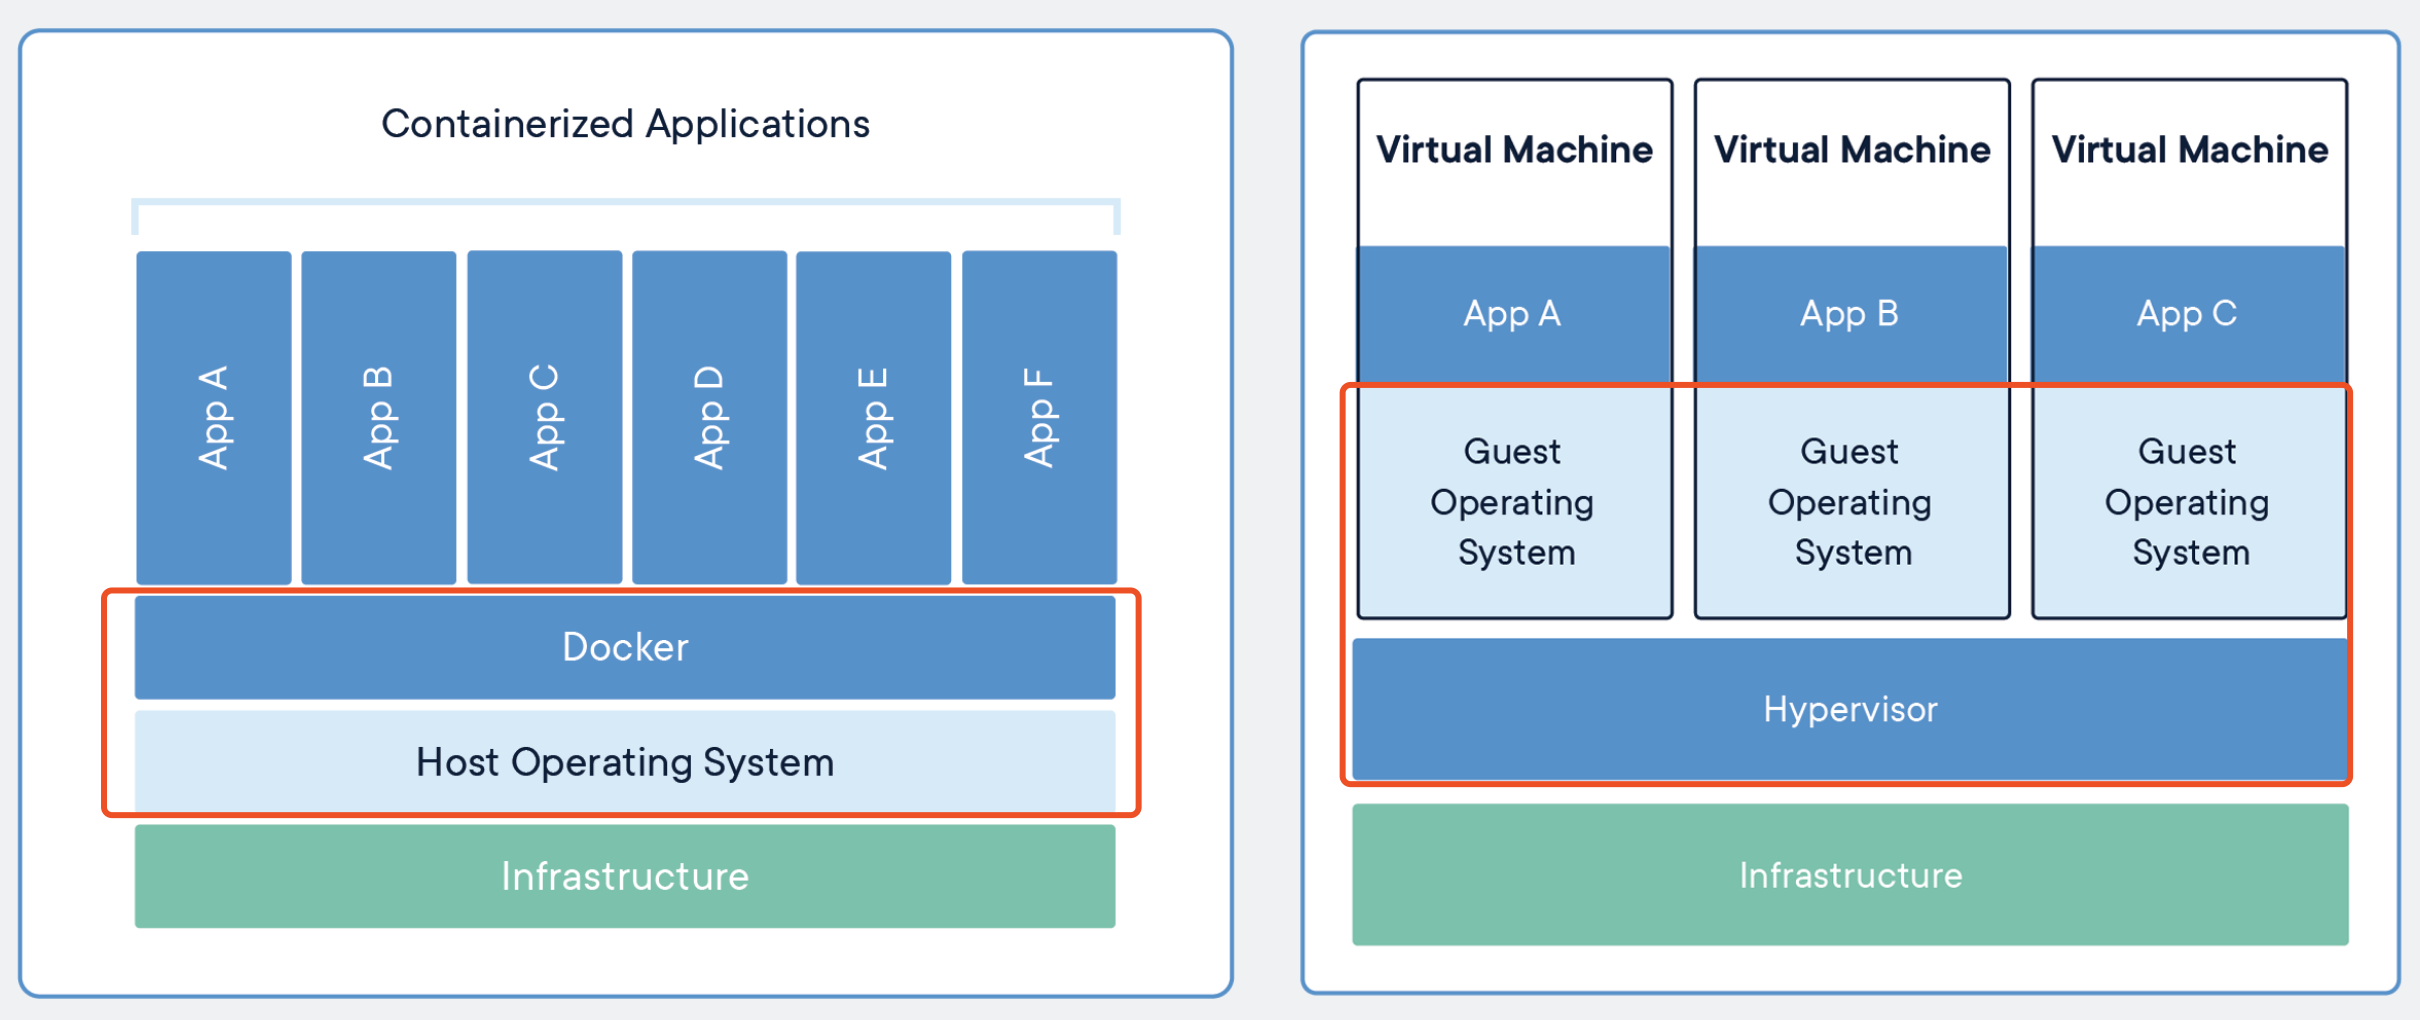 Containerized Applications
App A
App B
App C
App D
App E
App F
Docker
Host Operating System
Infrastructure
Virtual Machine
Virtual Machine
Virtual Machine
App A
App B
App C
Guest
Operating
System
Guest
Operating
System
Guest
Operating
System
Hypervisor
Infrastructure